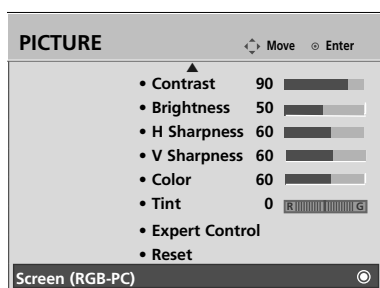 PICTURE Move Enter
• Contrast 90
• Brightness 50
• H Sharpness 60
• V Sharpness 60
• Color 60
• Tint 0 R G
• Expert Control
• Reset
Screen (RGB-PC)